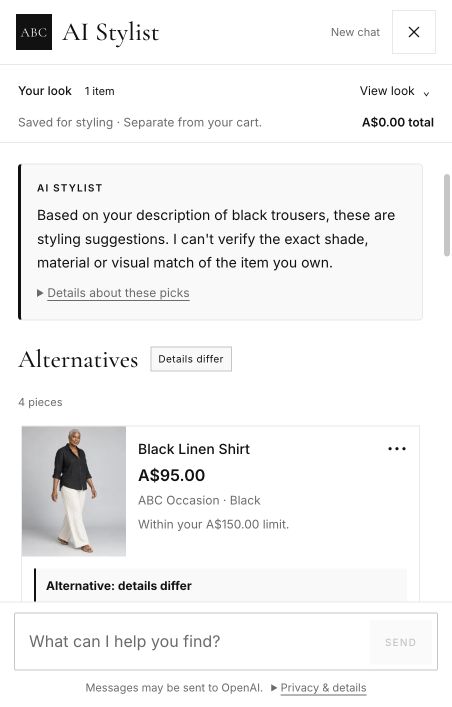 ABC AI Stylist
New chat
Your look 1 item
View look
Saved for styling · Separate from your cart.
A$0.00 total
AI STYLIST
Based on your description of black trousers, these are
styling suggestions. I can't verify the exact shade,
material or visual match of the item you own.
Details about these picks
Alternatives Details differ
4 pieces
Black Linen Shirt
A$95.00
ABC Occasion · Black
Within your A$150.00 limit.
Alternative: details differ
What can I help you find?
SEND
Messages may be sent to OpenAI. Privacy & details